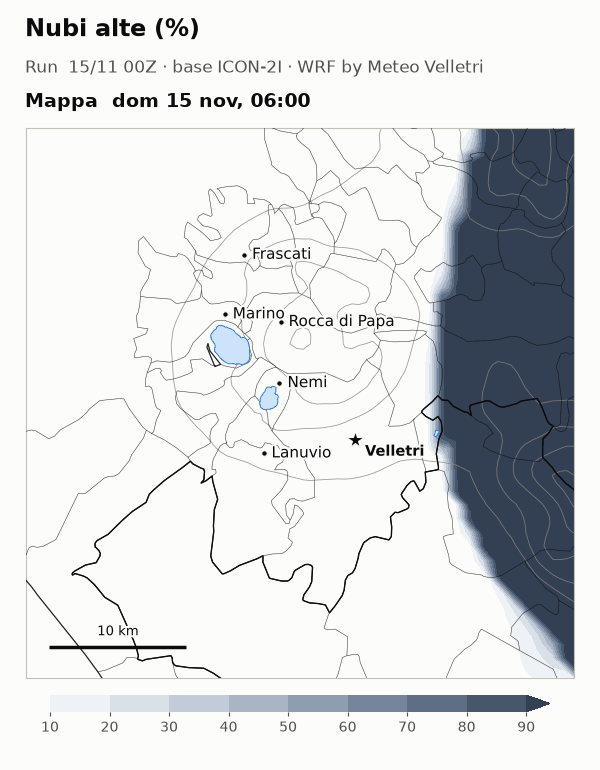 Nubi alte (%)
Run  15/11 00Z · base ICON-2I · WRF by Meteo Velletri
Mappa  dom 15 nov, 06:00
Frascati
Marino
Rocca di Papa
Nemi
Velletri
Lanuvio
10 km
10 20 30 40 50 60 70 80 90